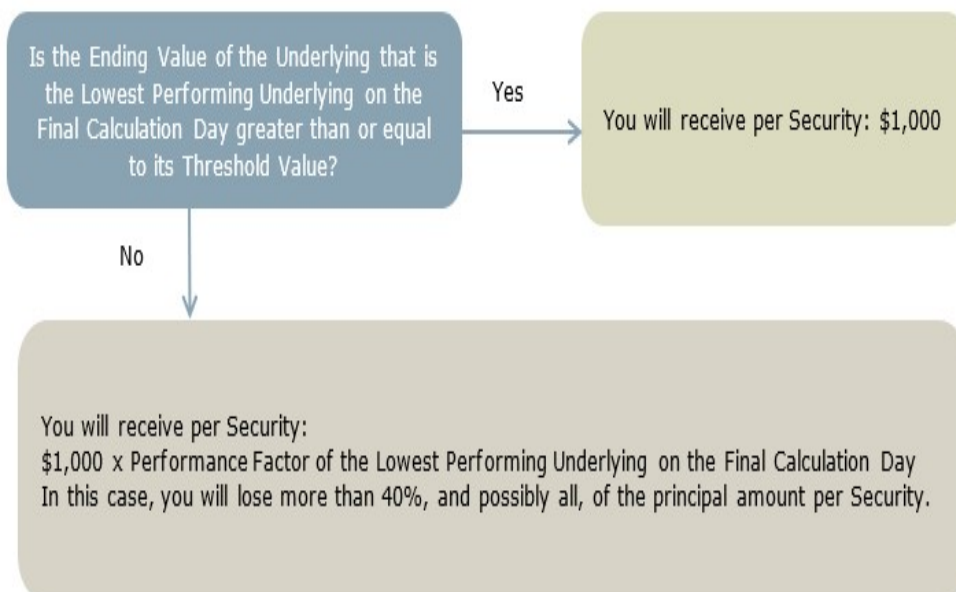 Is the Ending Value of the Underlying that is
the Lowest Performing Underlying on the
Final Calculation Day greater than or equal
to its Threshold Value?
Yes
You will receive per Security: $1,000
No
You will receive per Security:
$1,000 x Performance Factor of the Lowest Performing Underlying on the Final Calculation Day
In this case, you will lose more than 40%, and possibly all, of the principal amount per Security.